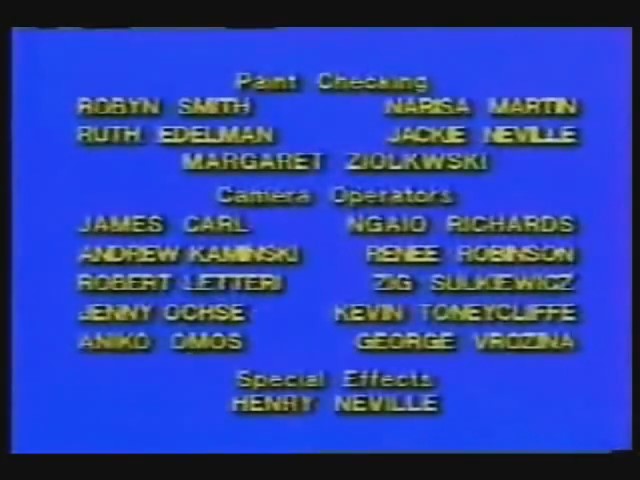 Paint Checking
ROBYN SMITH NARISA MARTIN
RUTH EDELMAN JACKIE NEVILLE
MARGARET ZIOLKWSKI
Camera Operators
JAMES CARL NGAIO RICHARDS
ANDREW KAMINSKI RENEE ROBINSON
ROBERT LETTERI ZIG SULKIEWICZ
JENNY OCHSE KEVIN TONEYCLIFFE
ANIKO OMOS GEORGE VROZINA
Special Effects
HENRY NEVILLE